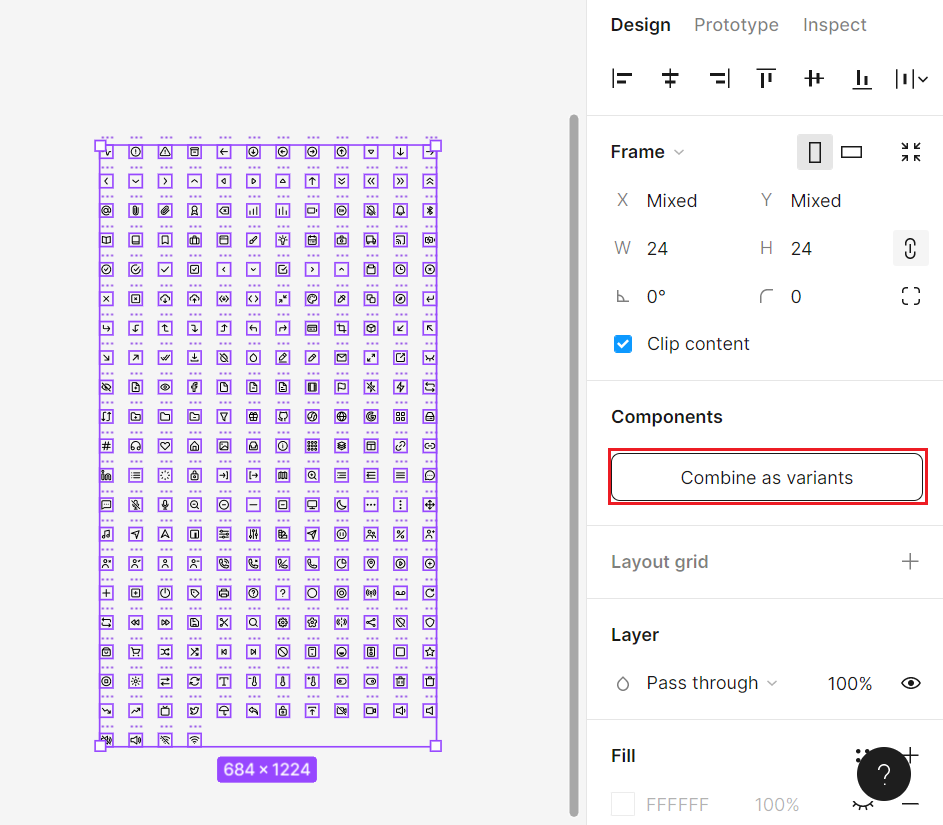 Design Prototype Inspect
Frame
X Mixed Y Mixed
W 24 H 24
0° 0
Clip content
Components
Combine as variants
Layout grid
Layer
Pass through 100%
Fill
FFFFFF 100%
?
684 × 1224